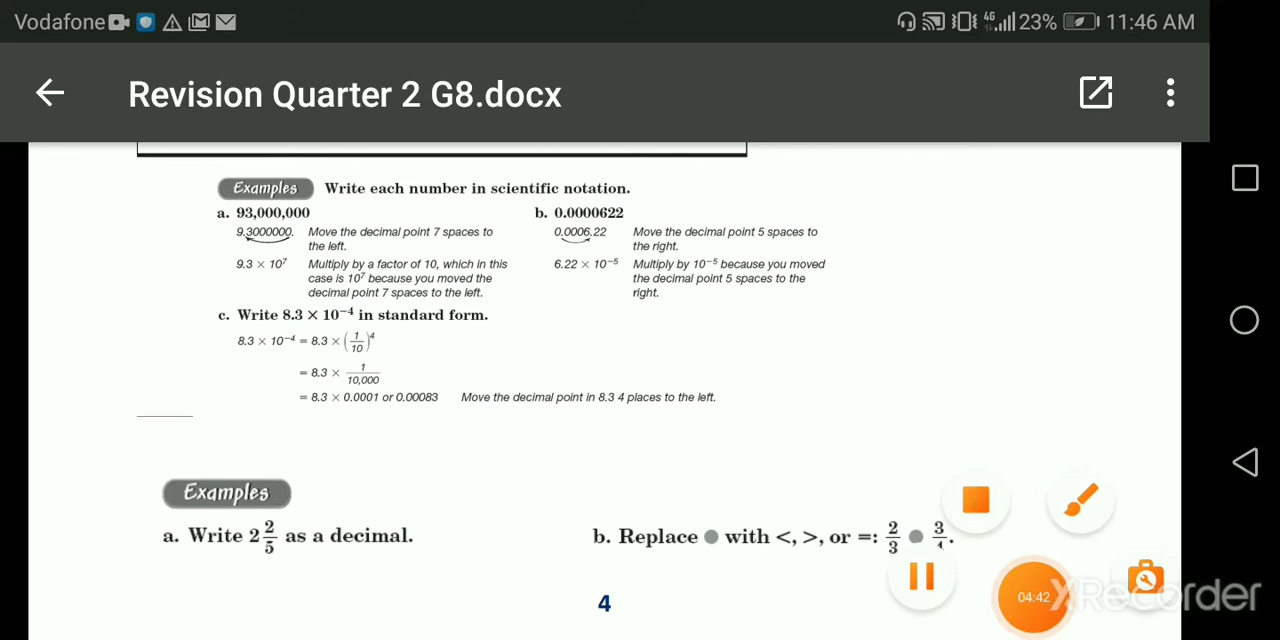 Vodafone 4G 23% 11:46 AM
Revision Quarter 2 G8.docx
Examples Write each number in scientific notation.
a. 93,000,000 b. 0.0000622
9.3000000. Move the decimal point 7 spaces to the left. 0.0006.22 Move the decimal point 5 spaces to the right.
9.3 × 10⁷ Multiply by a factor of 10, which in this case is 10⁷ because you moved the decimal point 7 spaces to the left. 6.22 × 10⁻⁵ Multiply by 10⁻⁵ because you moved the decimal point 5 spaces to the right.
c. Write 8.3 × 10⁻⁴ in standard form.
8.3 × 10⁻⁴ = 8.3 × (1/10)⁴
= 8.3 × 1/10,000
= 8.3 × 0.0001 or 0.00083 Move the decimal point in 8.3 4 places to the left.
Examples
a. Write 2 2/5 as a decimal. b. Replace ● with <, >, or =: 2/3 ● 3/4.
4
04:42
XRecorder